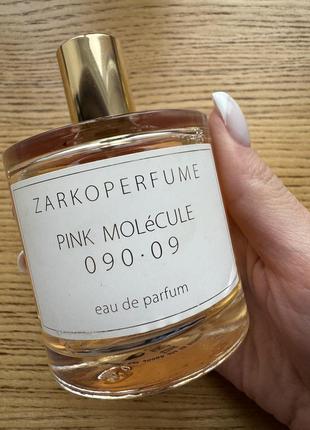 ZARKOPERFUME
PINK MOLéCULE
090·09
eau de parfum